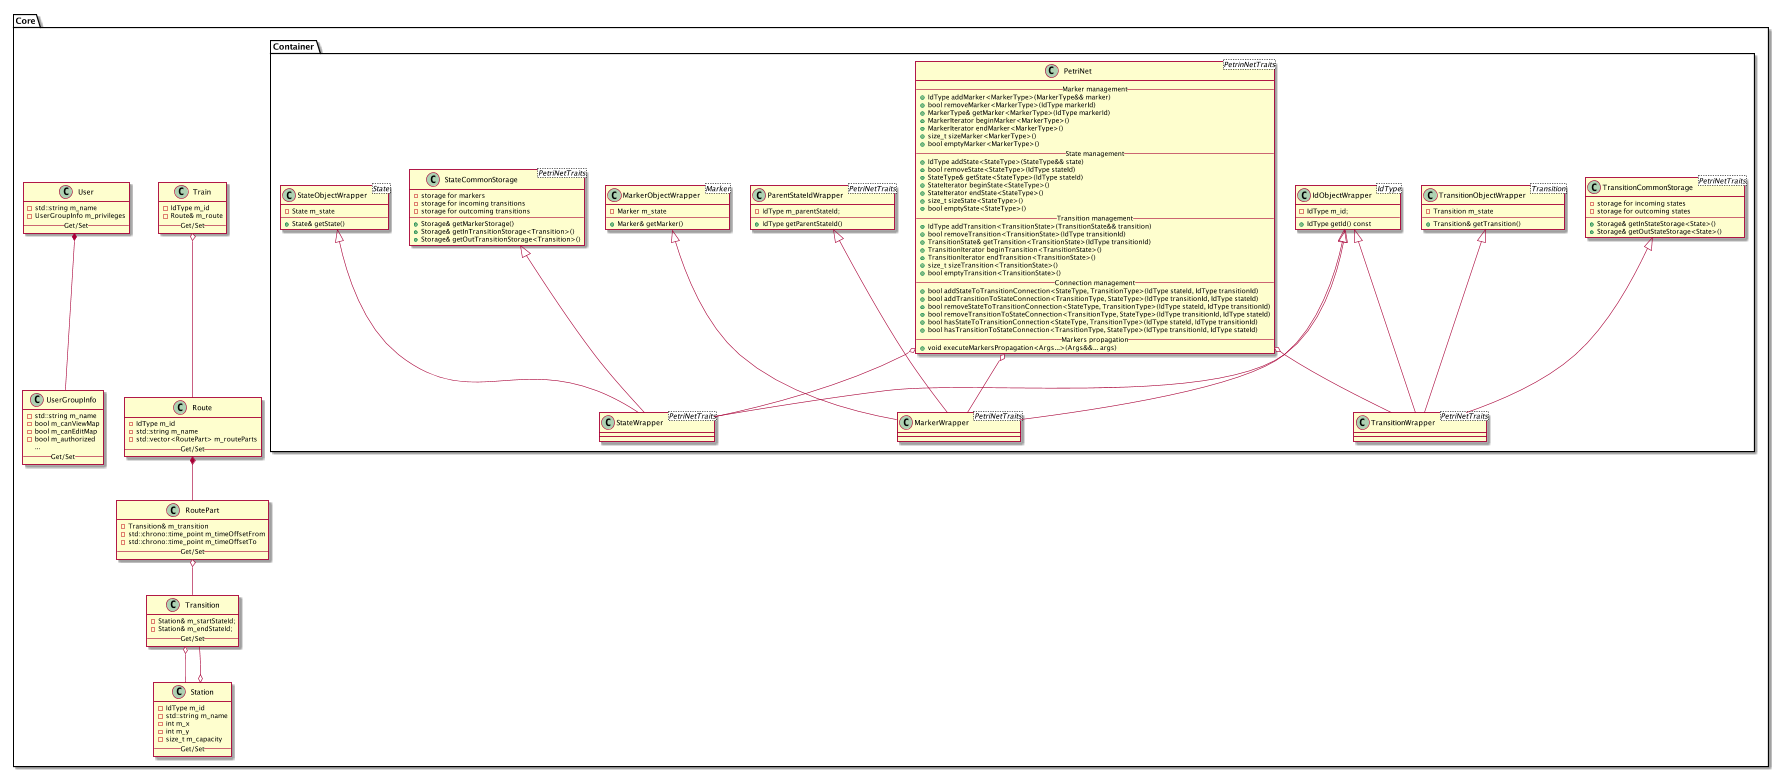 Core
Container
PetriNet
PetrinNetTraits
Marker management
IdType addMarker<MarkerType>(MarkerType&& marker)
bool removeMarker<MarkerType>(IdType markerId)
MarkerType& getMarker<MarkerType>(IdType markerId)
MarkerIterator beginMarker<MarkerType>()
MarkerIterator endMarker<MarkerType>()
size_t sizeMarker<MarkerType>()
bool emptyMarker<MarkerType>()
State management
IdType addState<StateType>(StateType&& state)
bool removeState<StateType>(IdType stateId)
StateType& getState<StateType>(IdType stateId)
StateIterator beginState<StateType>()
StateIterator endState<StateType>()
size_t sizeState<StateType>()
bool emptyState<StateType>()
Transition management
IdType addTransition<TransitionState>(TransitionState&& transition)
bool removeTransition<TransitionState>(IdType transitionId)
TransitionState& getTransition<TransitionState>(IdType transitionId)
TransitionIterator beginTransition<TransitionState>()
TransitionIterator endTransition<TransitionState>()
size_t sizeTransition<TransitionState>()
bool emptyTransition<TransitionState>()
Connection management
bool addStateToTransitionConnection<StateType, TransitionType>(IdType stateId, IdType transitionId)
bool addTransitionToStateConnection<TransitionType, StateType>(IdType transitionId, IdType stateId)
bool removeStateToTransitionConnection<StateType, TransitionType>(IdType stateId, IdType transitionId)
bool removeTransitionToStateConnection<TransitionType, StateType>(IdType transitionId, IdType stateId)
bool hasStateToTransitionConnection<StateType, TransitionType>(IdType stateId, IdType transitionId)
bool hasTransitionToStateConnection<TransitionType, StateType>(IdType transitionId, IdType stateId)
Markers propagation
void executeMarkersPropagation<Args...>(Args&&... args)
User
std::string m_name
UserGroupInfo m_privileges
Get/Set
Train
IdType m_id
Route& m_route
Get/Set
StateObjectWrapper
State
State m_state
State& getState()
StateCommonStorage
PetriNetTraits
storage for markers
storage for incoming transitions
storage for outcoming transitions
Storage& getMarkerStorage()
Storage& getInTransitionStorage<Transition>()
Storage& getOutTransitionStorage<Transition>()
MarkerObjectWrapper
Marker
Marker m_state
Marker& getMarker()
ParentStateIdWrapper
PetriNetTraits
IdType m_parentStateId;
IdType getParentStateId()
IdObjectWrapper
IdType
IdType m_id;
IdType getId() const
TransitionObjectWrapper
Transition
Transition m_state
Transition& getTransition()
TransitionCommonStorage
PetriNetTraits
storage for incoming states
storage for outcoming states
Storage& getInStateStorage<State>()
Storage& getOutStateStorage<State>()
UserGroupInfo
std::string m_name
bool m_canViewMap
bool m_canEditMap
bool m_authorized
...
Get/Set
Route
IdType m_id
std::string m_name
std::vector<RoutePart> m_routeParts
Get/Set
StateWrapper
PetriNetTraits
MarkerWrapper
PetriNetTraits
TransitionWrapper
PetriNetTraits
RoutePart
Transition& m_transition
std::chrono::time_point m_timeOffsetFrom
std::chrono::time_point m_timeOffsetTo
Get/Set
Transition
Station& m_startStateId;
Station& m_endStateId;
Get/Set
Station
IdType m_id
std::string m_name
int m_x
int m_y
size_t m_capacity
Get/Set